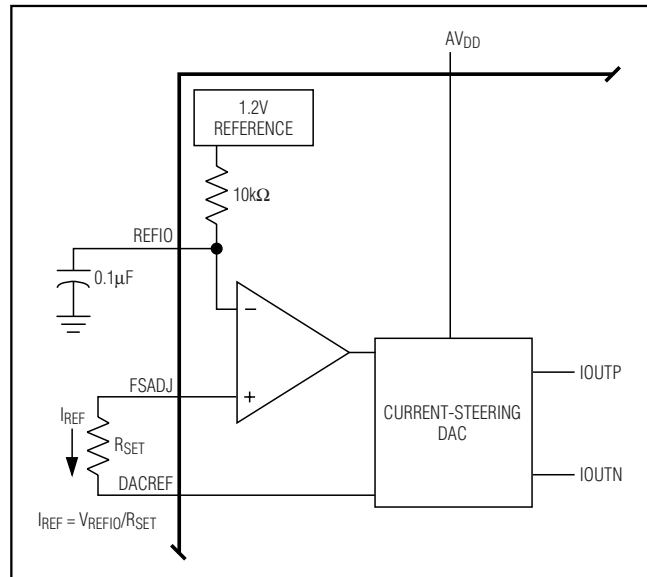 AVDD
1.2V
REFERENCE
10kΩ
REFIO
0.1µF
−
+
FSADJ
IREF
RSET
DACREF
CURRENT-STEERING
DAC
IOUTP
IOUTN
IREF = VREFIO/RSET